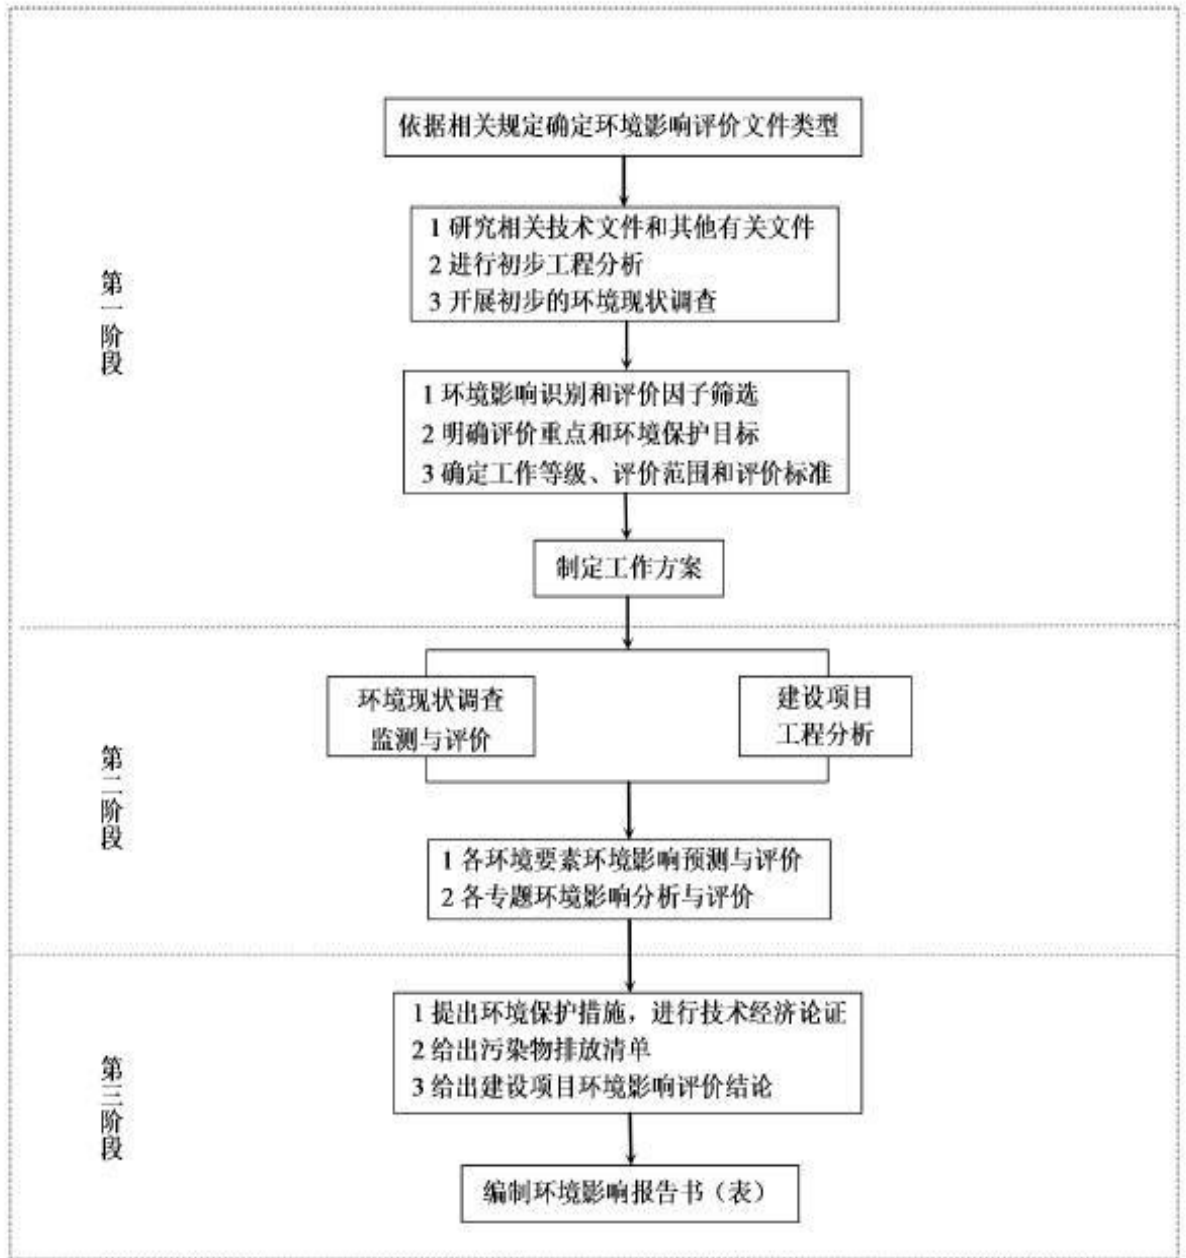 依据相关规定确定环境影响评价文件类型
1 研究相关技术文件和其他有关文件
2 进行初步工程分析
3 开展初步的环境现状调查
第一阶段
1 环境影响识别和评价因子筛选
2 明确评价重点和环境保护目标
3 确定工作等级、评价范围和评价标准
制定工作方案
环境现状调查
监测与评价
建设项目
工程分析
第二阶段
1 各环境要素环境影响预测与评价
2 各专题环境影响分析与评价
1 提出环境保护措施，进行技术经济论证
2 给出污染物排放清单
3 给出建设项目环境影响评价结论
第三阶段
编制环境影响报告书（表）